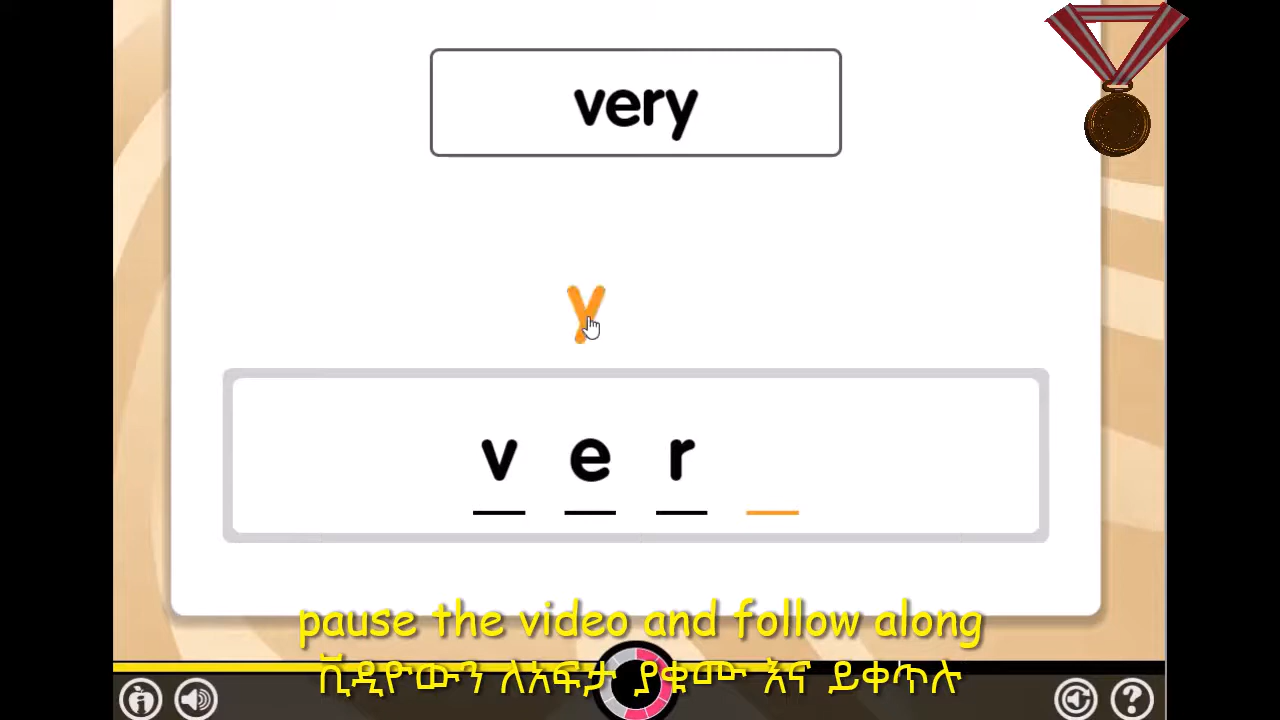 very
y
v e r
pause the video and follow along
ቪዲዮውን ለአፍታ ያቁሙ እና ይቀጥሉ